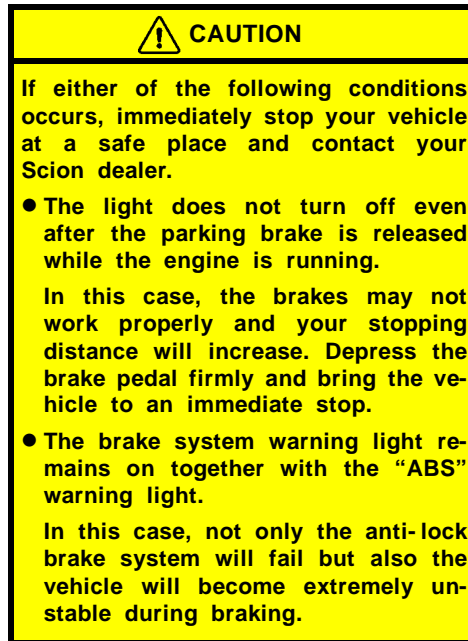 CAUTION
If either of the following conditions
occurs, immediately stop your vehicle
at a safe place and contact your
Scion dealer.
● The light does not turn off even
after the parking brake is released
while the engine is running.
In this case, the brakes may not
work properly and your stopping
distance will increase. Depress the
brake pedal firmly and bring the ve-
hicle to an immediate stop.
● The brake system warning light re-
mains on together with the “ABS”
warning light.
In this case, not only the anti-lock
brake system will fail but also the
vehicle will become extremely un-
stable during braking.